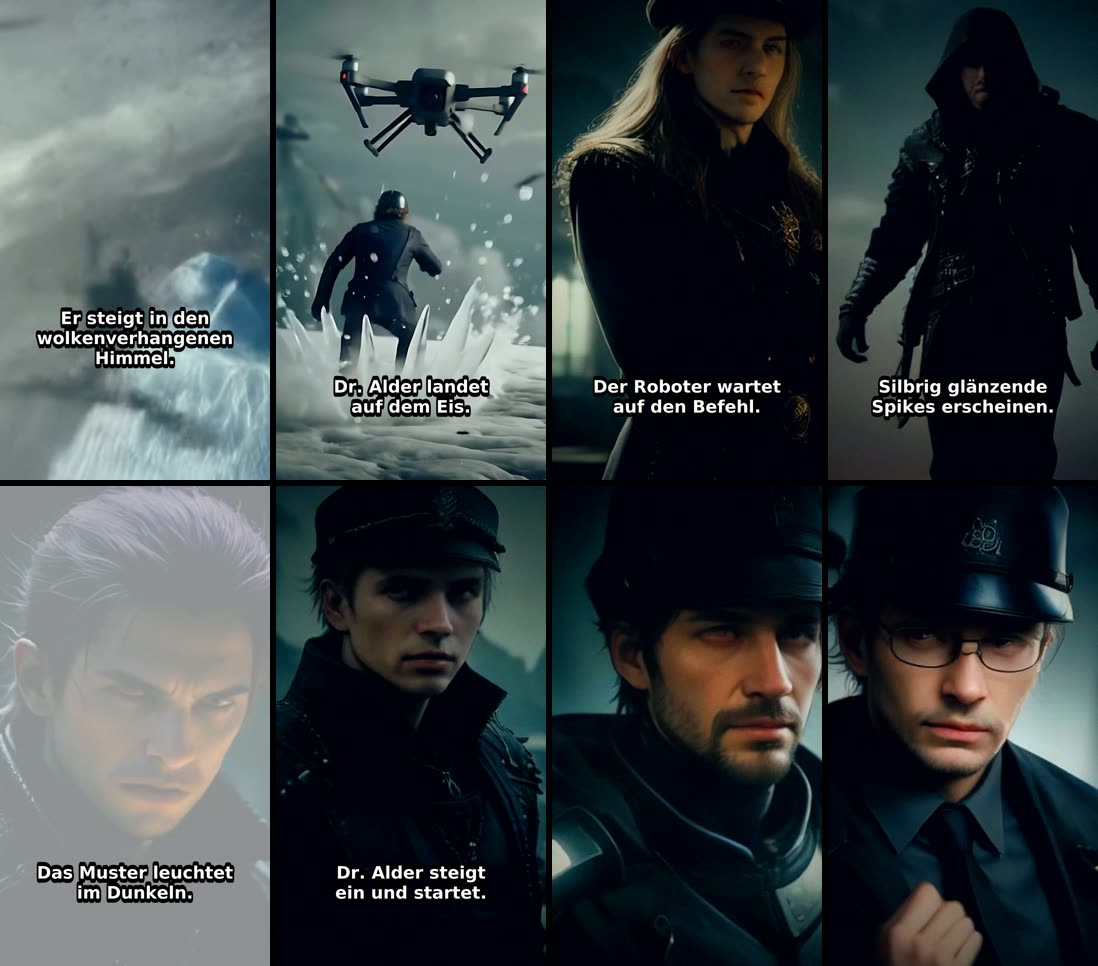 Er steigt in den
wolkenverhangenen
Himmel.
Dr. Alder landet
auf dem Eis.
Der Roboter wartet
auf den Befehl.
Silbrig glänzende
Spikes erscheinen.
Das Muster leuchtet
im Dunkeln.
Dr. Alder steigt
ein und startet.